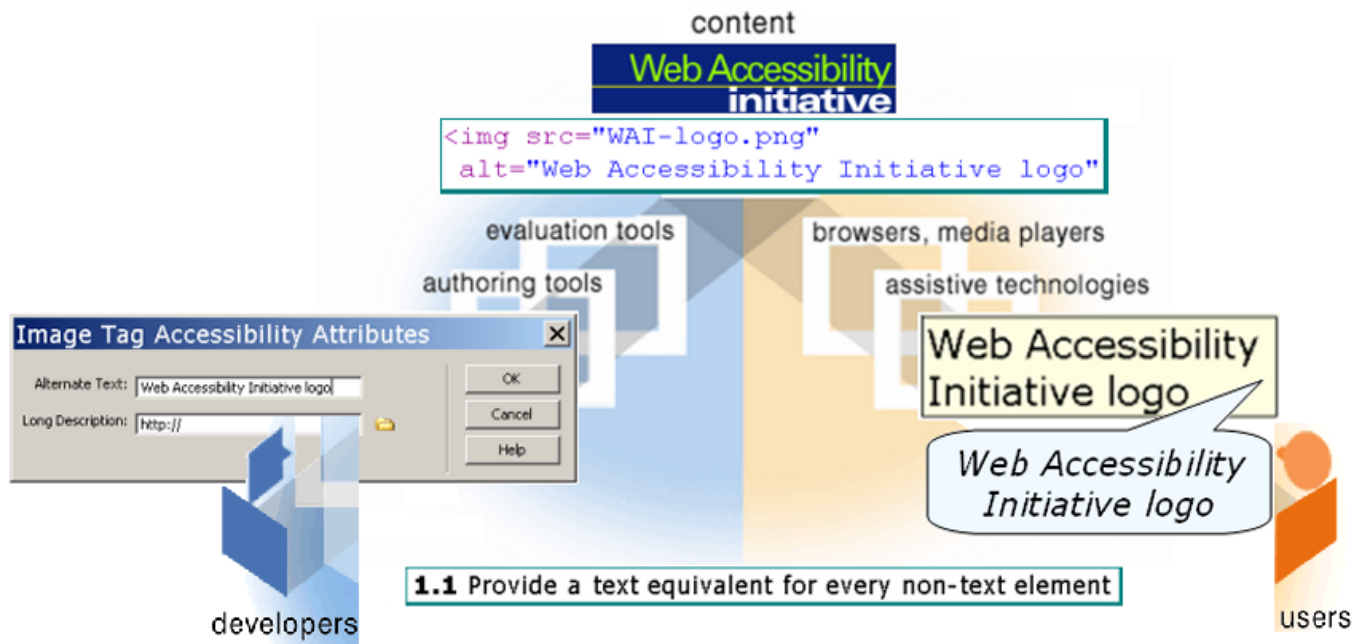 content
Web Accessibility
initiative
<img src="WAI-logo.png"
alt="Web Accessibility Initiative logo"
evaluation tools
browsers, media players
authoring tools
assistive technologies
Image Tag Accessibility Attributes
Alternate Text: Web Accessibility Initiative logo
OK
Long Description: http://
Cancel
Help
Web Accessibility
Initiative logo
Web Accessibility
Initiative logo
1.1 Provide a text equivalent for every non-text element
developers
users